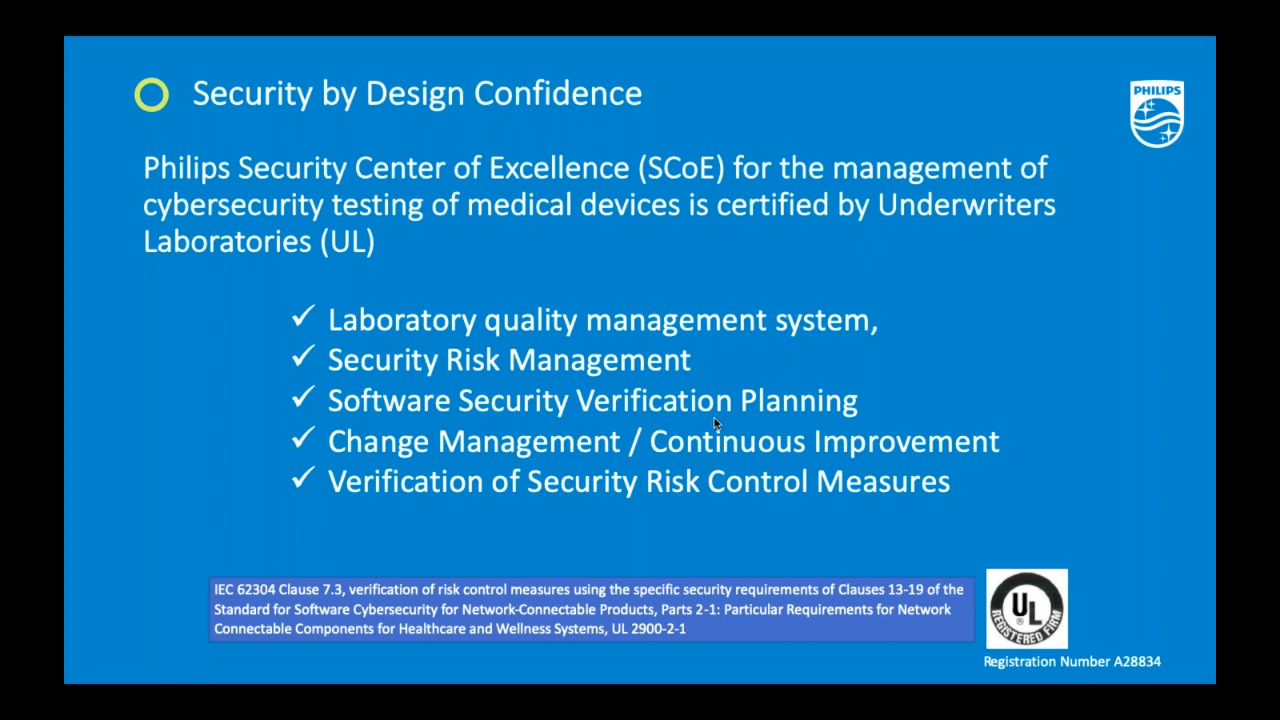 Security by Design Confidence
PHILIPS
Philips Security Center of Excellence (SCoE) for the management of
cybersecurity testing of medical devices is certified by Underwriters
Laboratories (UL)
✓ Laboratory quality management system,
✓ Security Risk Management
✓ Software Security Verification Planning
✓ Change Management / Continuous Improvement
✓ Verification of Security Risk Control Measures
IEC 62304 Clause 7.3, verification of risk control measures using the specific security requirements of Clauses 13-19 of the
Standard for Software Cybersecurity for Network-Connectable Products, Parts 2-1: Particular Requirements for Network
Connectable Components for Healthcare and Wellness Systems, UL 2900-2-1
UL ®
REGISTERED FIRM
Registration Number A28834